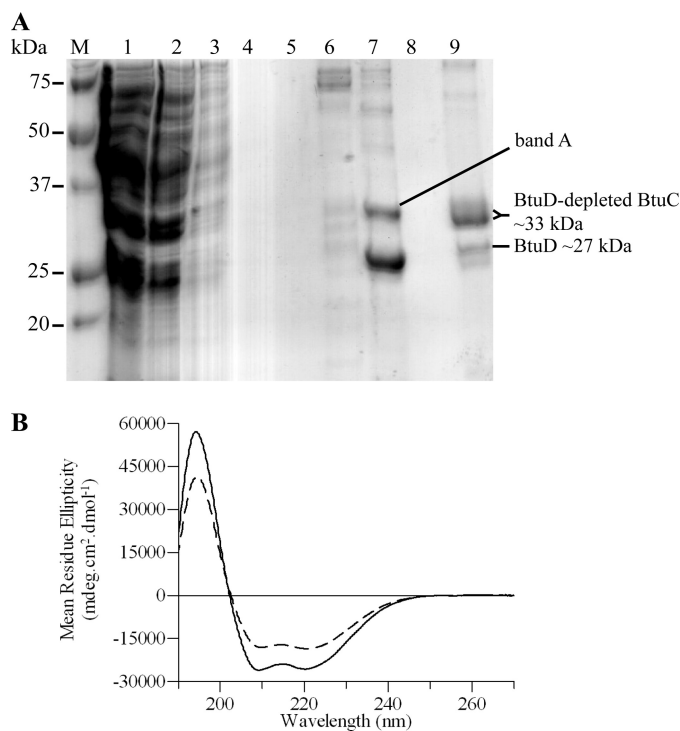 A
kDa M 1 2 3 4 5 6 7 8 9
75
50
37
25
20
band A
BtuD-depleted BtuC
~33 kDa
BtuD ~27 kDa
B
Mean Residue Ellipticity
(mdeg.cm².dmol⁻¹)
60000
45000
30000
15000
0
-15000
-30000
200 220 240 260
Wavelength (nm)